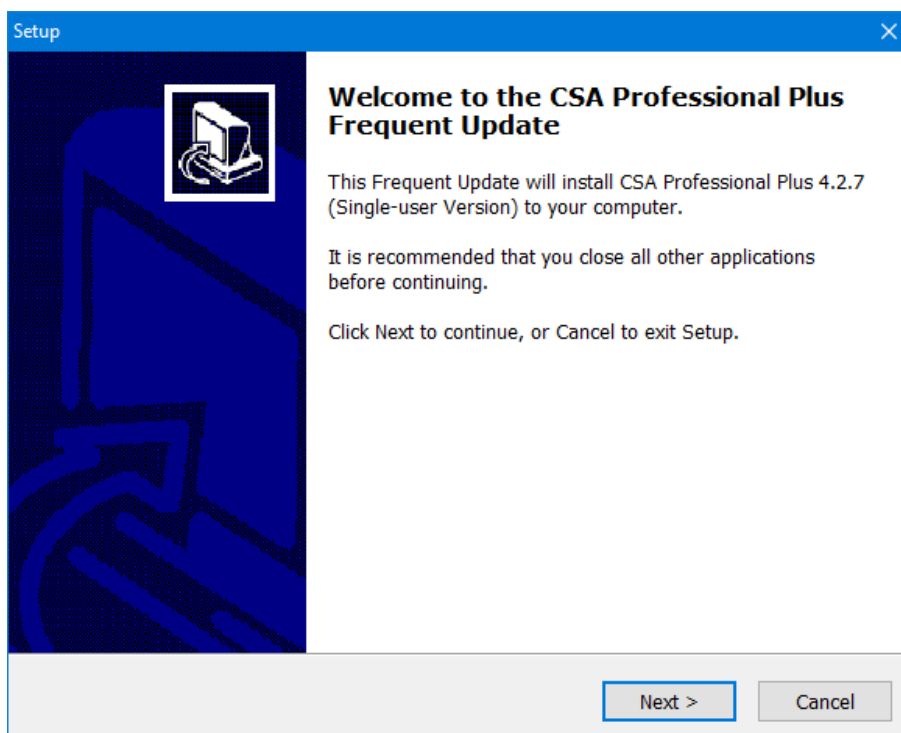 Setup
Welcome to the CSA Professional Plus
Frequent Update
This Frequent Update will install CSA Professional Plus 4.2.7
(Single-user Version) to your computer.
It is recommended that you close all other applications
before continuing.
Click Next to continue, or Cancel to exit Setup.
Next >
Cancel